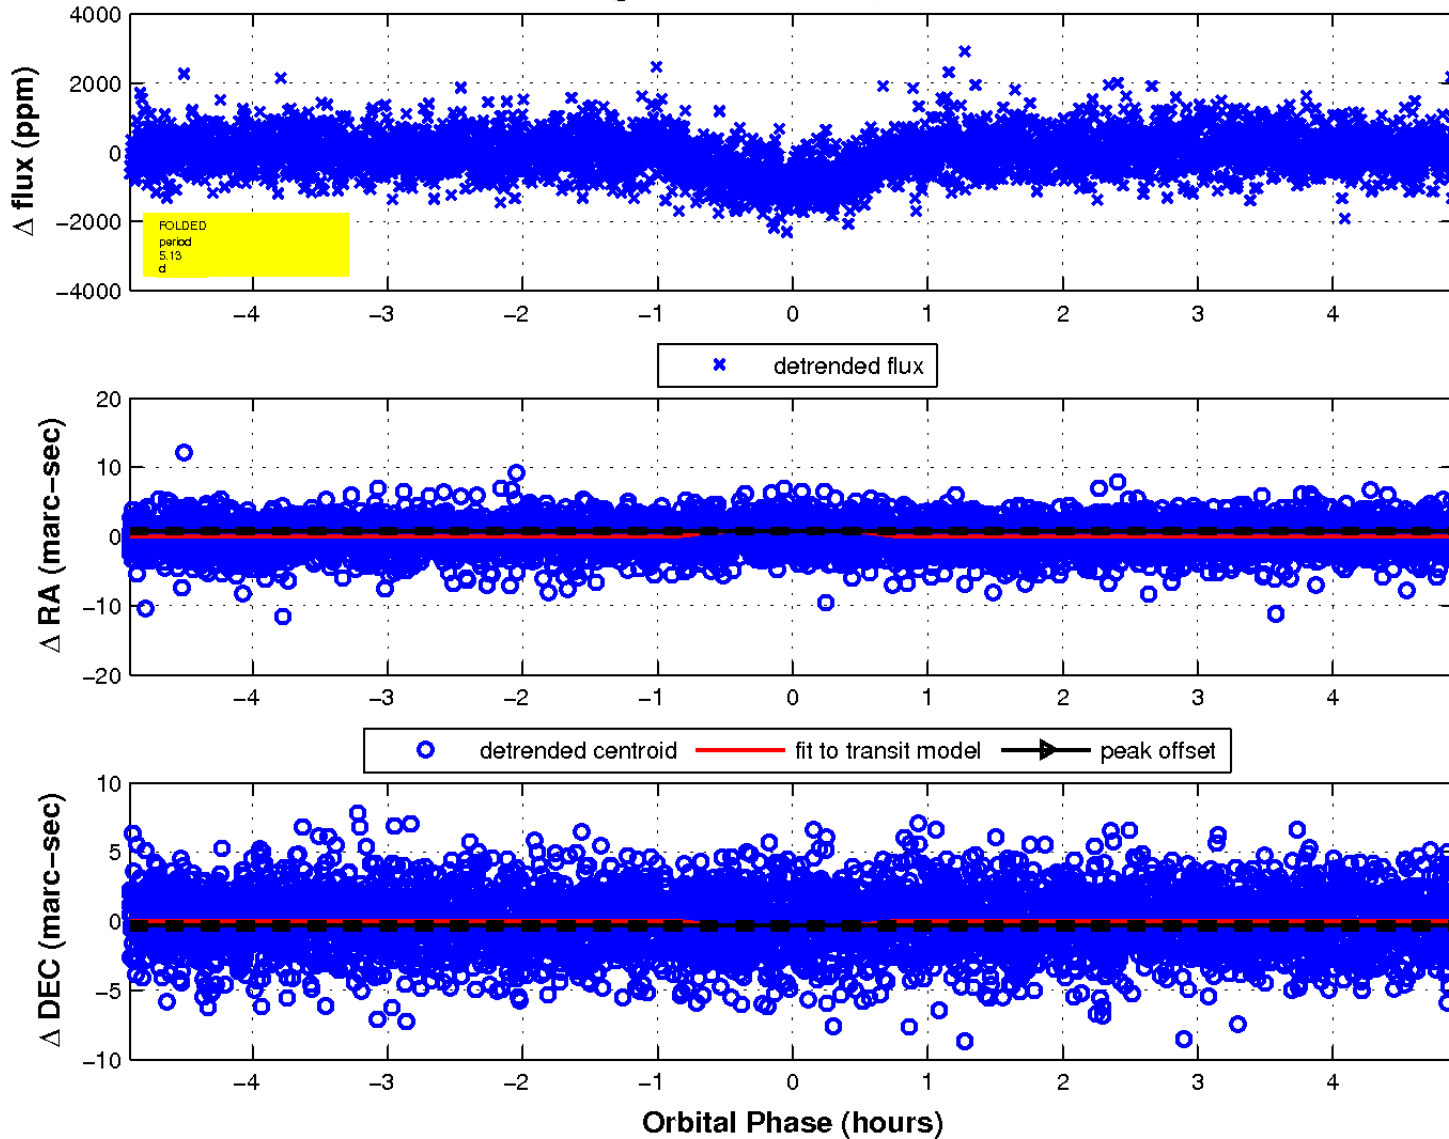 4000
2000
0
−2000
−4000
Δ flux (ppm)
FOLDED
period
5.13
d
−4 −3 −2 −1 0 1 2 3 4
detrended flux
20
10
0
−10
−20
Δ RA (marc−sec)
−4 −3 −2 −1 0 1 2 3 4
detrended centroid fit to transit model peak offset
10
5
0
−5
−10
Δ DEC (marc−sec)
−4 −3 −2 −1 0 1 2 3 4
Orbital Phase (hours)